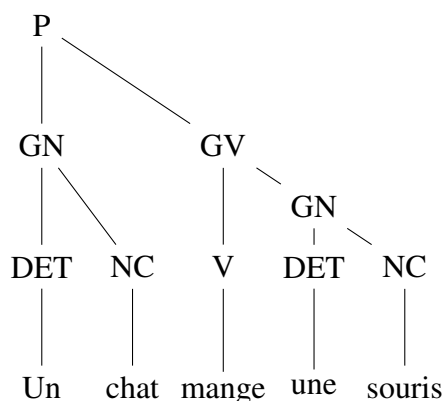 P
GN GV
GN
DET NC V DET NC
Un chat mange une souris